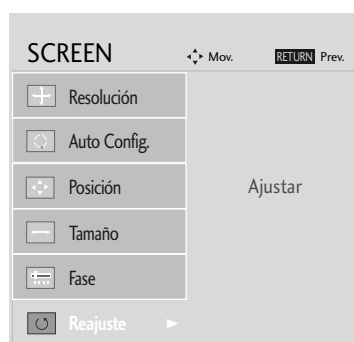 SCREEN Mov. RETURN Prev.
Resolución
Auto Config.
Posición
Ajustar
Tamaño
Fase
Reajuste